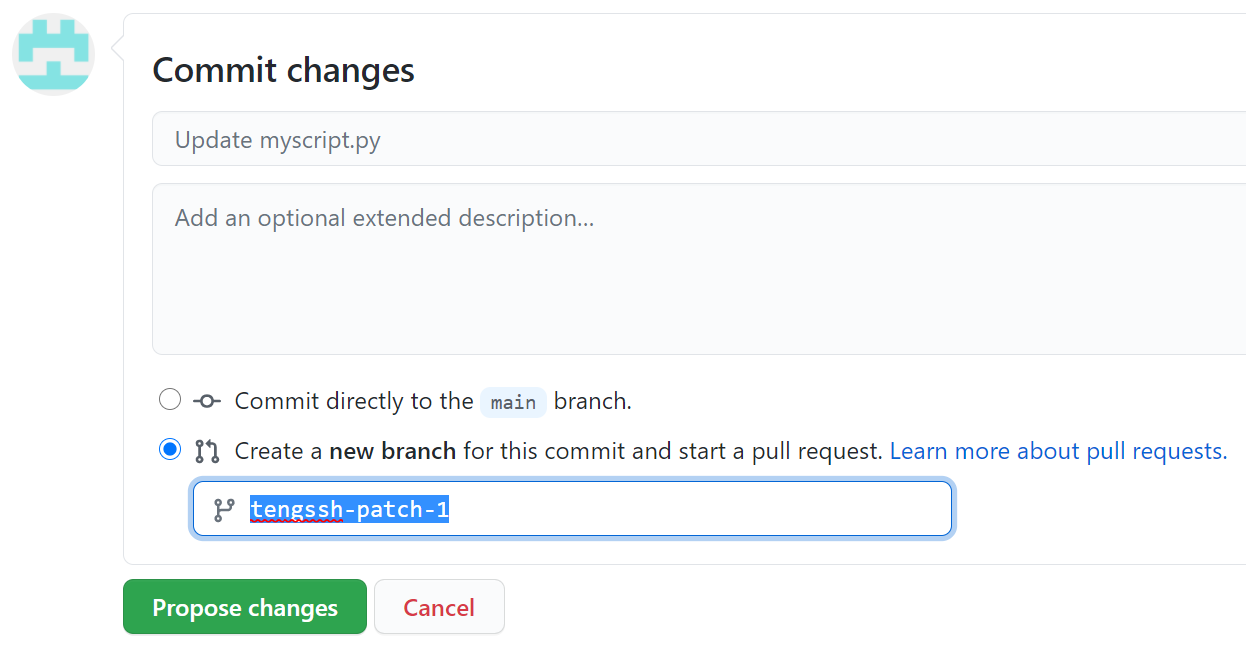 Commit changes
Update myscript.py
Add an optional extended description...
Commit directly to the main branch.
Create a new branch for this commit and start a pull request. Learn more about pull requests.
tengssh-patch-1
Propose changes
Cancel